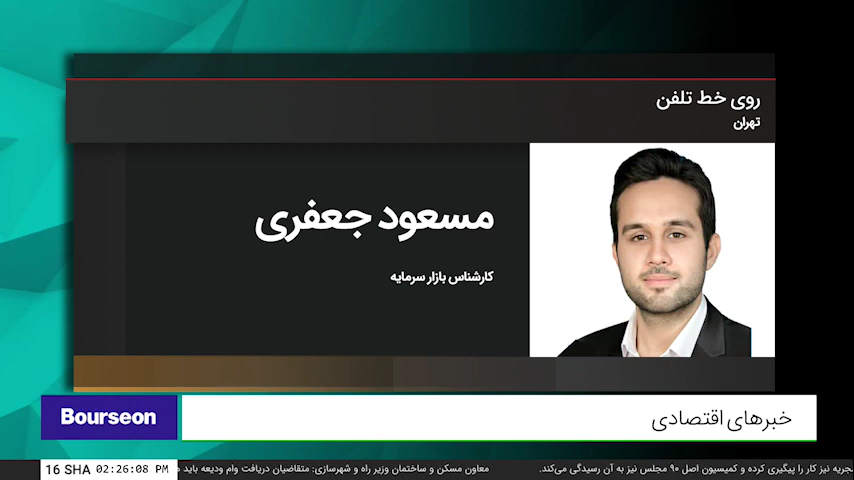 روی خط تلفن
تهران
مسعود جعفری
کارشناس بازار سرمایه
Bourseon
خبرهای اقتصادی
16 SHA 02:26:08 PM
نیز کار را پیگیری کرده و کمیسیون اصل ۹۰ مجلس نیز به آن رسیدگی می‌کند.
معاون مسکن و ساختمان وزیر راه و شهرسازی: متقاضیان دریافت وام ودیعه باید